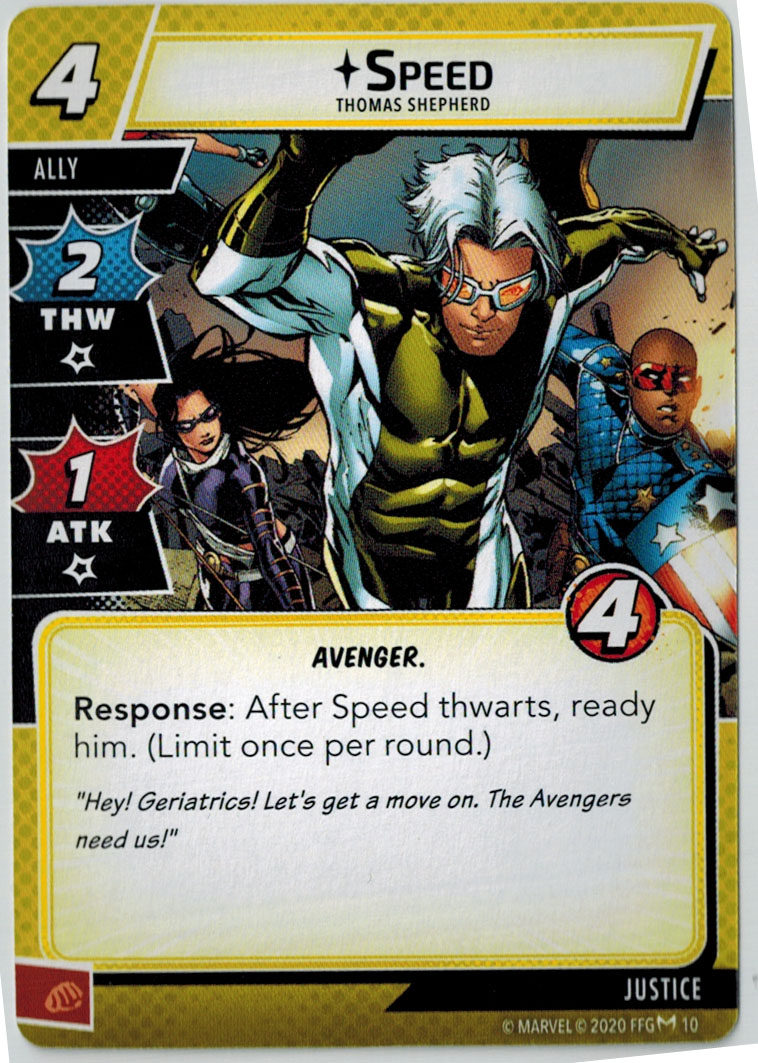 4
SPEED
THOMAS SHEPHERD
ALLY
2
THW
1
ATK
4
AVENGER.
Response: After Speed thwarts, ready
him. (Limit once per round.)
"Hey! Geriatrics! Let's get a move on. The Avengers
need us!"
JUSTICE
© MARVEL © 2020 FFG 10